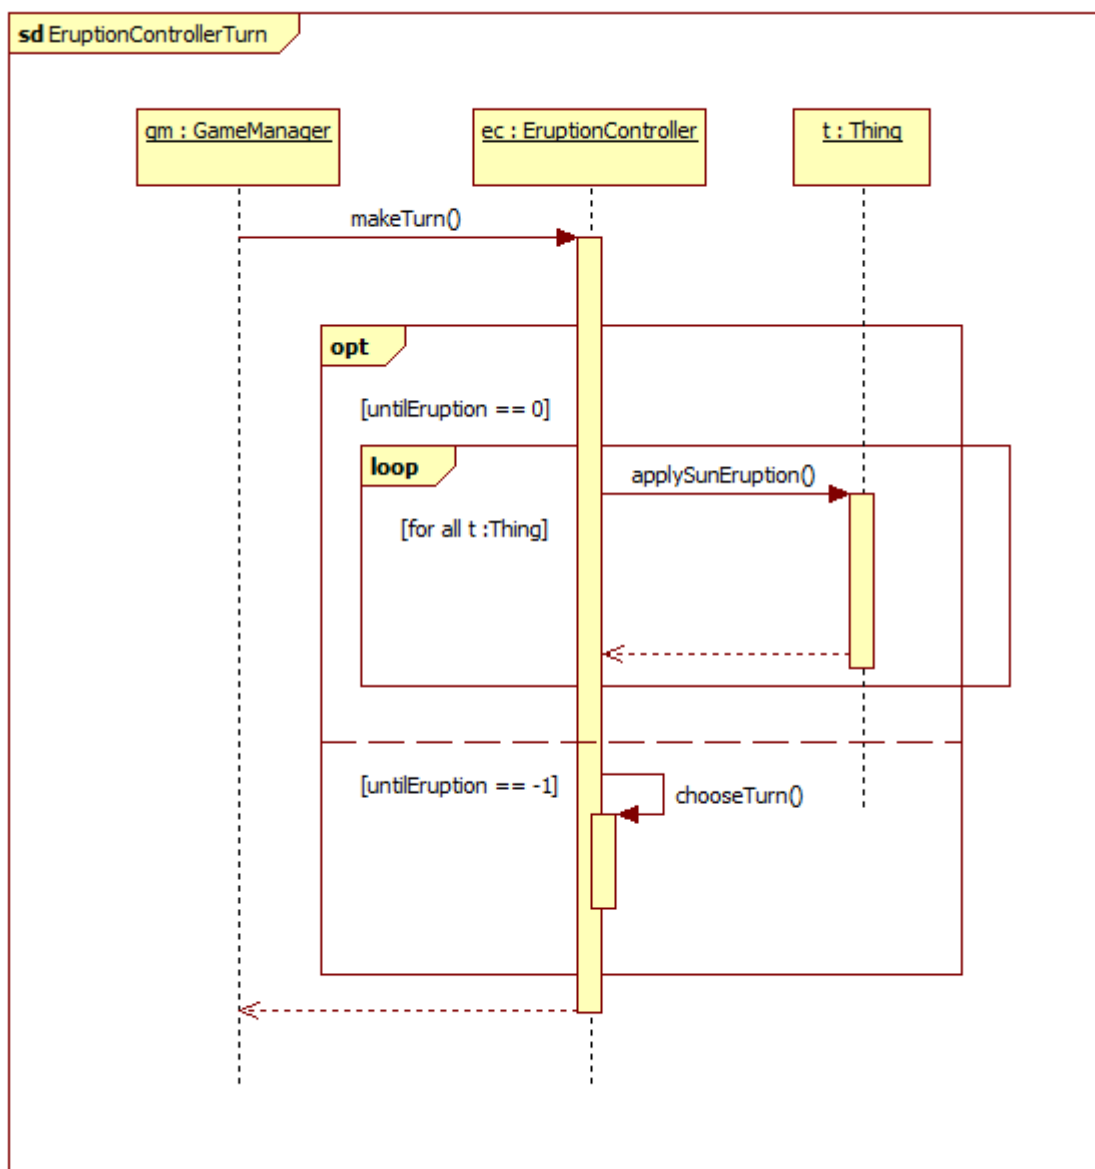 sd EruptionControllerTurn
gm : GameManager
ec : EruptionController
t : Thing
makeTurn()
opt
[untilEruption == 0]
loop
applySunEruption()
[for all t :Thing]
[untilEruption == -1]
chooseTurn()